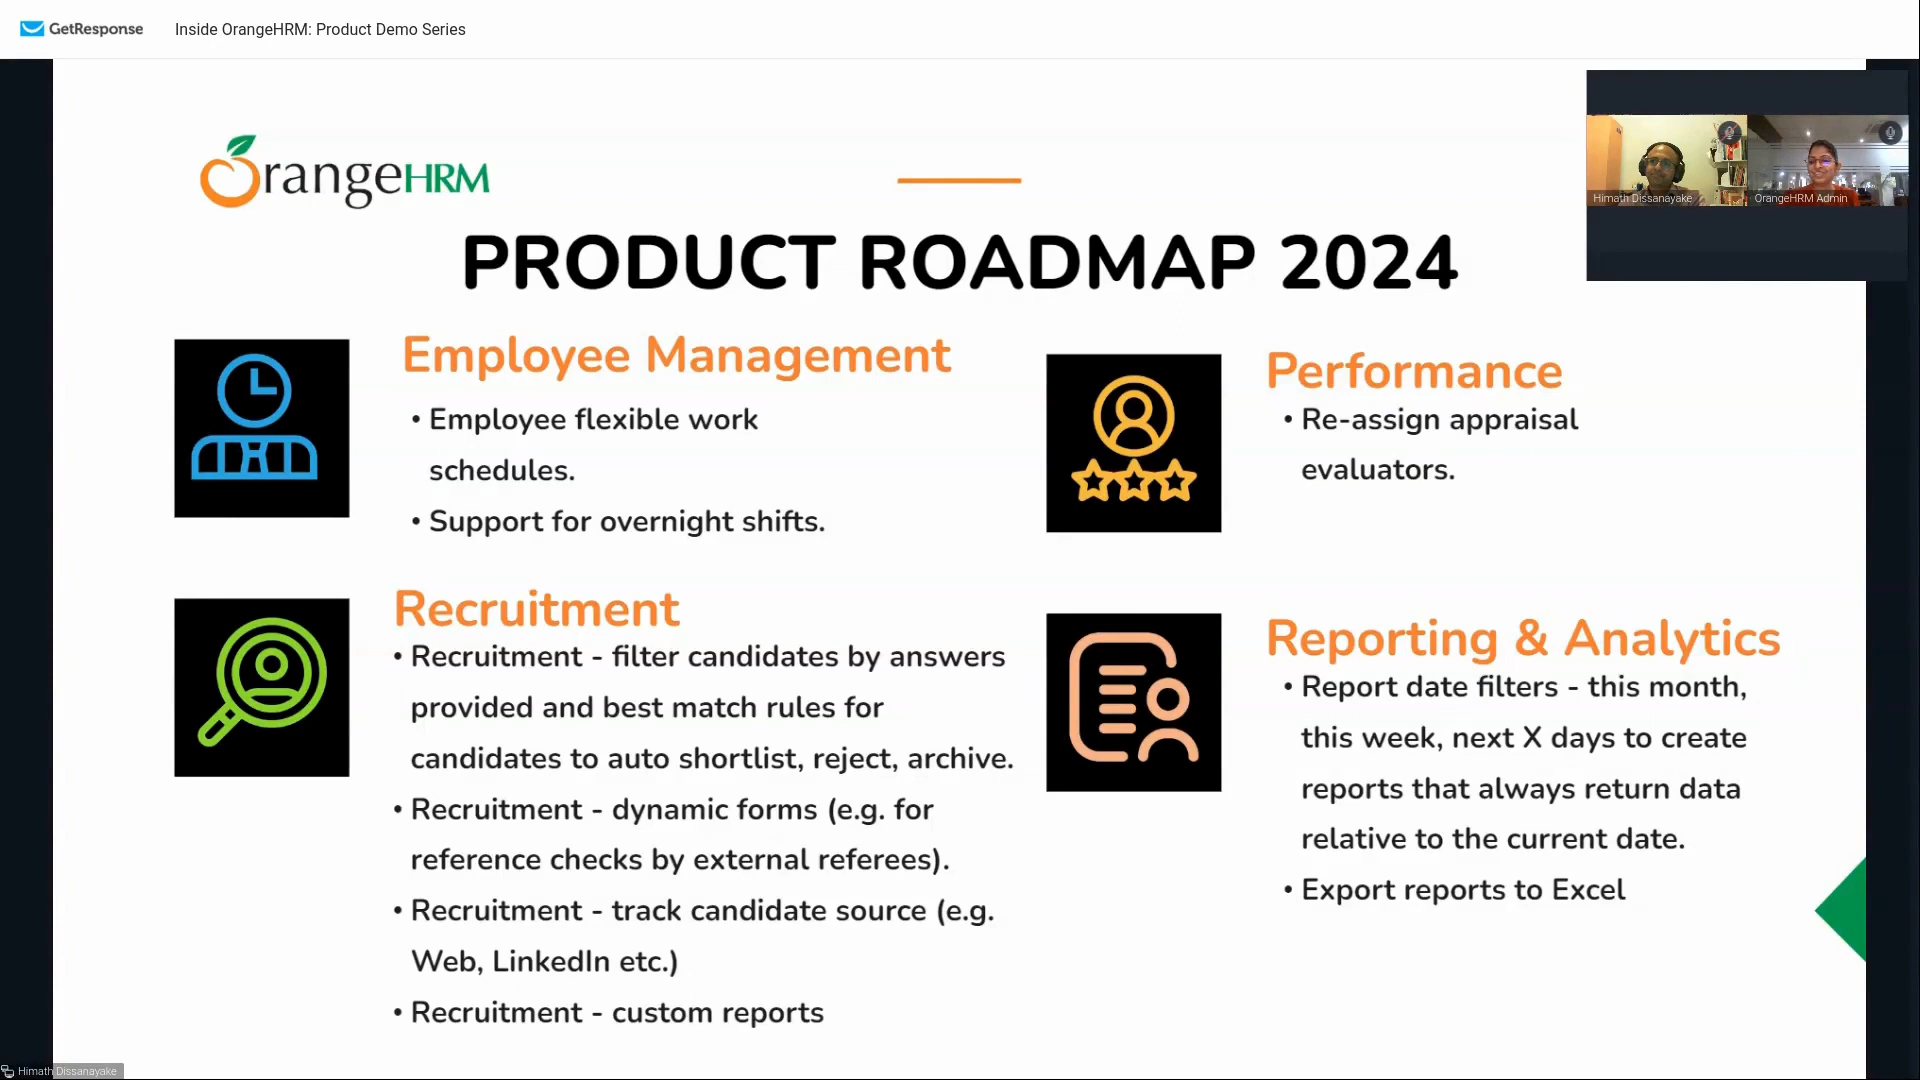 GetResponse
Inside OrangeHRM: Product Demo Series
OrangeHRM
Himath Dissanayake
OrangeHRM Admin
PRODUCT ROADMAP 2024
Employee Management
• Employee flexible work
schedules.
• Support for overnight shifts.
Performance
• Re-assign appraisal
evaluators.
Recruitment
• Recruitment - filter candidates by answers
provided and best match rules for
candidates to auto shortlist, reject, archive.
• Recruitment - dynamic forms (e.g. for
reference checks by external referees).
• Recruitment - track candidate source (e.g.
Web, LinkedIn etc.)
• Recruitment - custom reports
Reporting & Analytics
• Report date filters - this month,
this week, next X days to create
reports that always return data
relative to the current date.
• Export reports to Excel
Himath Dissanayake